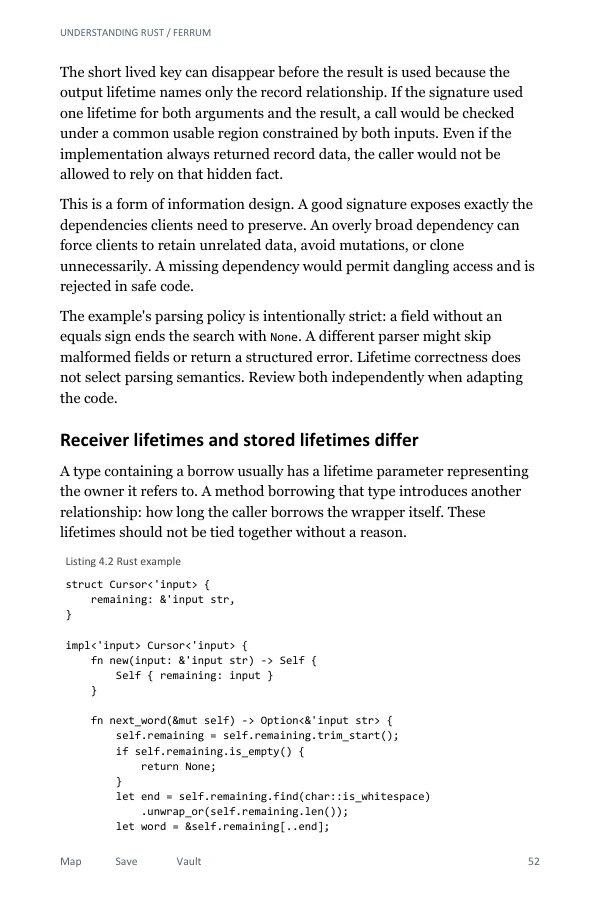 UNDERSTANDING RUST / FERRUM
The short lived key can disappear before the result is used because the
output lifetime names only the record relationship. If the signature used
one lifetime for both arguments and the result, a call would be checked
under a common usable region constrained by both inputs. Even if the
implementation always returned record data, the caller would not be
allowed to rely on that hidden fact.
This is a form of information design. A good signature exposes exactly the
dependencies clients need to preserve. An overly broad dependency can
force clients to retain unrelated data, avoid mutations, or clone
unnecessarily. A missing dependency would permit dangling access and is
rejected in safe code.
The example's parsing policy is intentionally strict: a field without an
equals sign ends the search with None. A different parser might skip
malformed fields or return a structured error. Lifetime correctness does
not select parsing semantics. Review both independently when adapting
the code.
Receiver lifetimes and stored lifetimes differ
A type containing a borrow usually has a lifetime parameter representing
the owner it refers to. A method borrowing that type introduces another
relationship: how long the caller borrows the wrapper itself. These
lifetimes should not be tied together without a reason.
Listing 4.2 Rust example
struct Cursor<'input> {
    remaining: &'input str,
}
impl<'input> Cursor<'input> {
    fn new(input: &'input str) -> Self {
        Self { remaining: input }
    }
    fn next_word(&mut self) -> Option<&'input str> {
        self.remaining = self.remaining.trim_start();
        if self.remaining.is_empty() {
            return None;
        }
        let end = self.remaining.find(char::is_whitespace)
            .unwrap_or(self.remaining.len());
        let word = &self.remaining[..end];
Map Save Vault 52